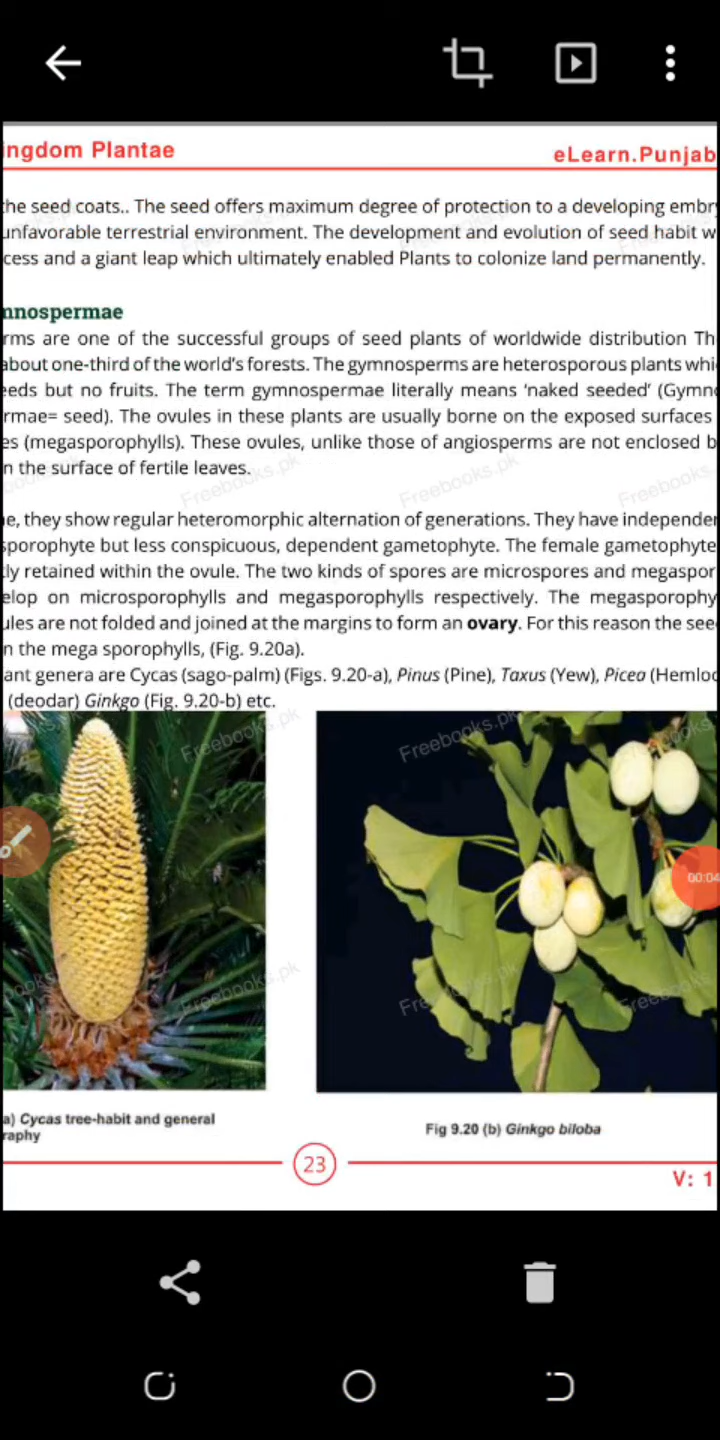 ingdom Plantae
eLearn.Punjab
the seed coats.. The seed offers maximum degree of protection to a developing embr
unfavorable terrestrial environment. The development and evolution of seed habit w
cess and a giant leap which ultimately enabled Plants to colonize land permanently.
mnospermae
rms are one of the successful groups of seed plants of worldwide distribution Th
about one-third of the world's forests. The gymnosperms are heterosporous plants whi
eeds but no fruits. The term gymnospermae literally means 'naked seeded' (Gymn
rmae= seed). The ovules in these plants are usually borne on the exposed surfaces
es (megasporophylls). These ovules, unlike those of angiosperms are not enclosed b
n the surface of fertile leaves.
e, they show regular heteromorphic alternation of generations. They have independe
sporophyte but less conspicuous, dependent gametophyte. The female gametophyte
ly retained within the ovule. The two kinds of spores are microspores and megaspor
elop on microsporophylls and megasporophylls respectively. The megasporophy
ules are not folded and joined at the margins to form an ovary. For this reason the see
n the mega sporophylls, (Fig. 9.20a).
ant genera are Cycas (sago-palm) (Figs. 9.20-a), Pinus (Pine), Taxus (Yew), Picea (Hemloc
(deodar) Ginkgo (Fig. 9.20-b) etc.
00:04
a) Cycas tree-habit and general
raphy
Fig 9.20 (b) Ginkgo biloba
23
V: 1
Freebooks.pk